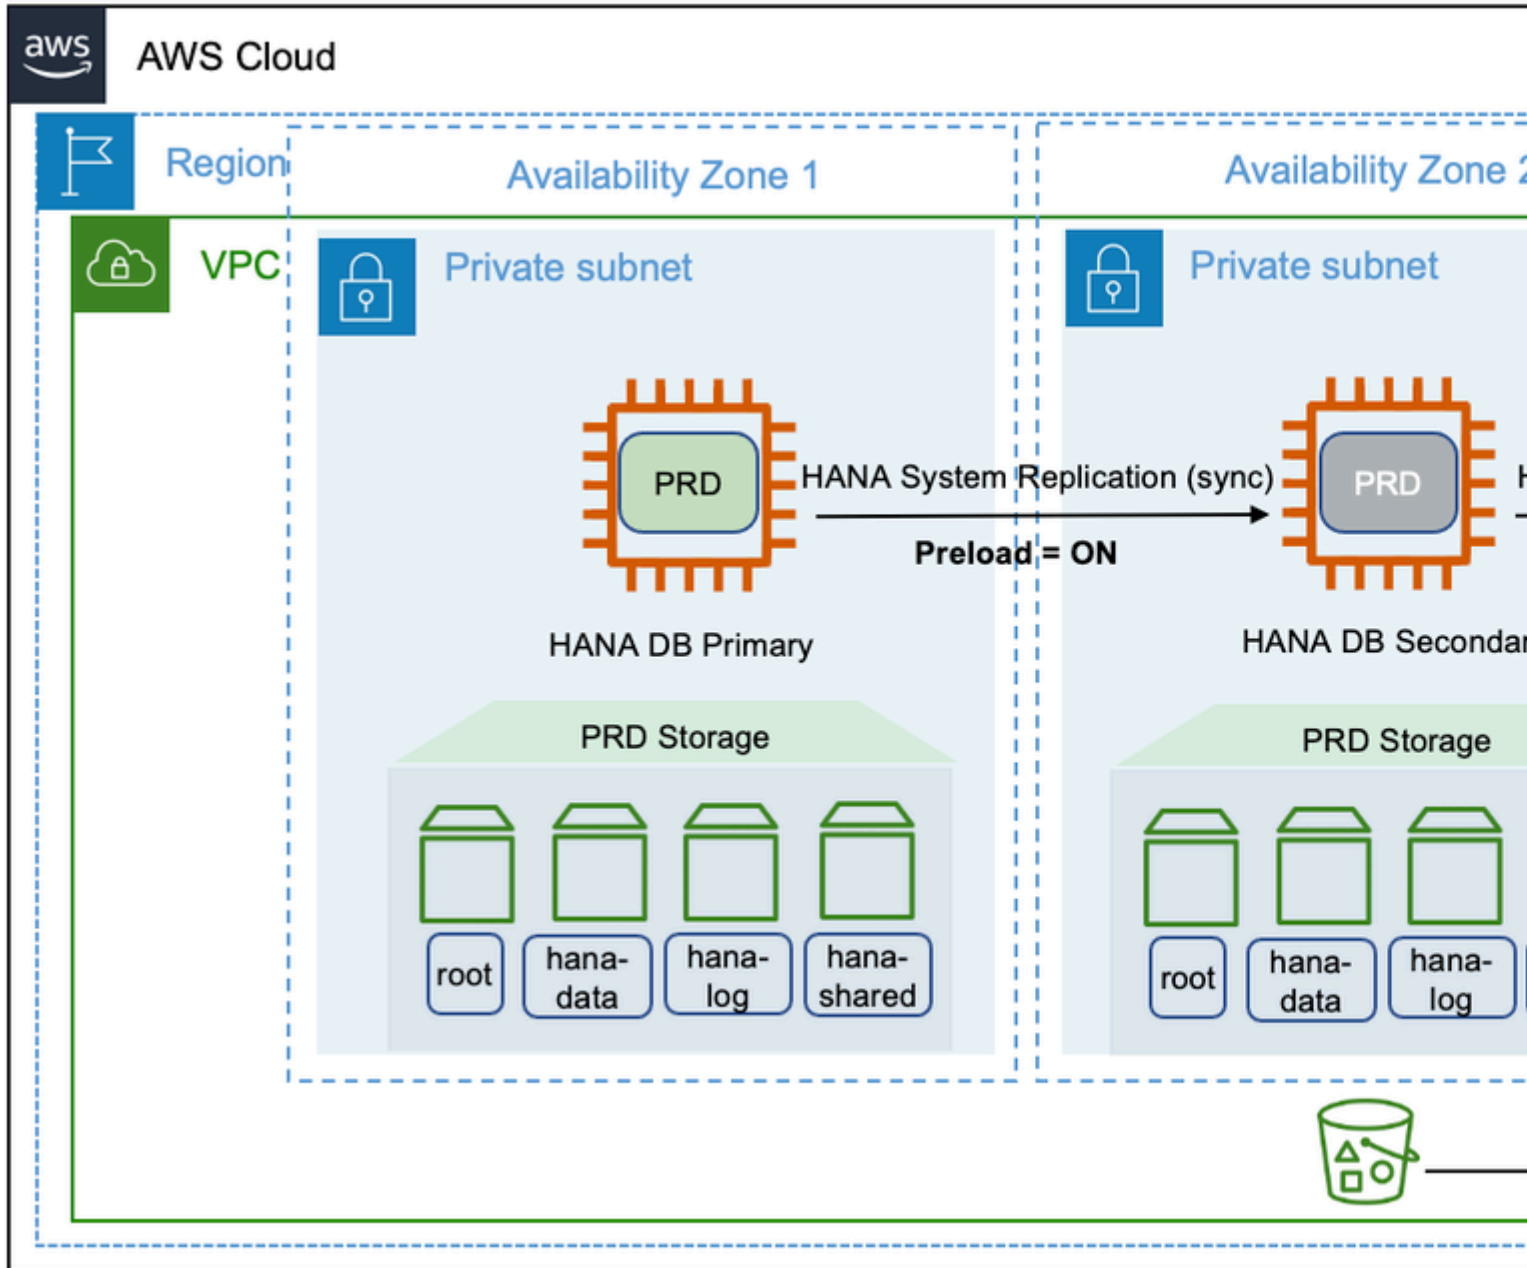 aws
AWS Cloud
Region
Availability Zone 1
Availability Zone
VPC
Private subnet
Private subnet
PRD
HANA System Replication (sync)
PRD
Preload = ON
HANA DB Primary
HANA DB
PRD Storage
PRD Storage
root
hana-
data
hana-
log
hana-
shared
root
hana-
data
hana-
log